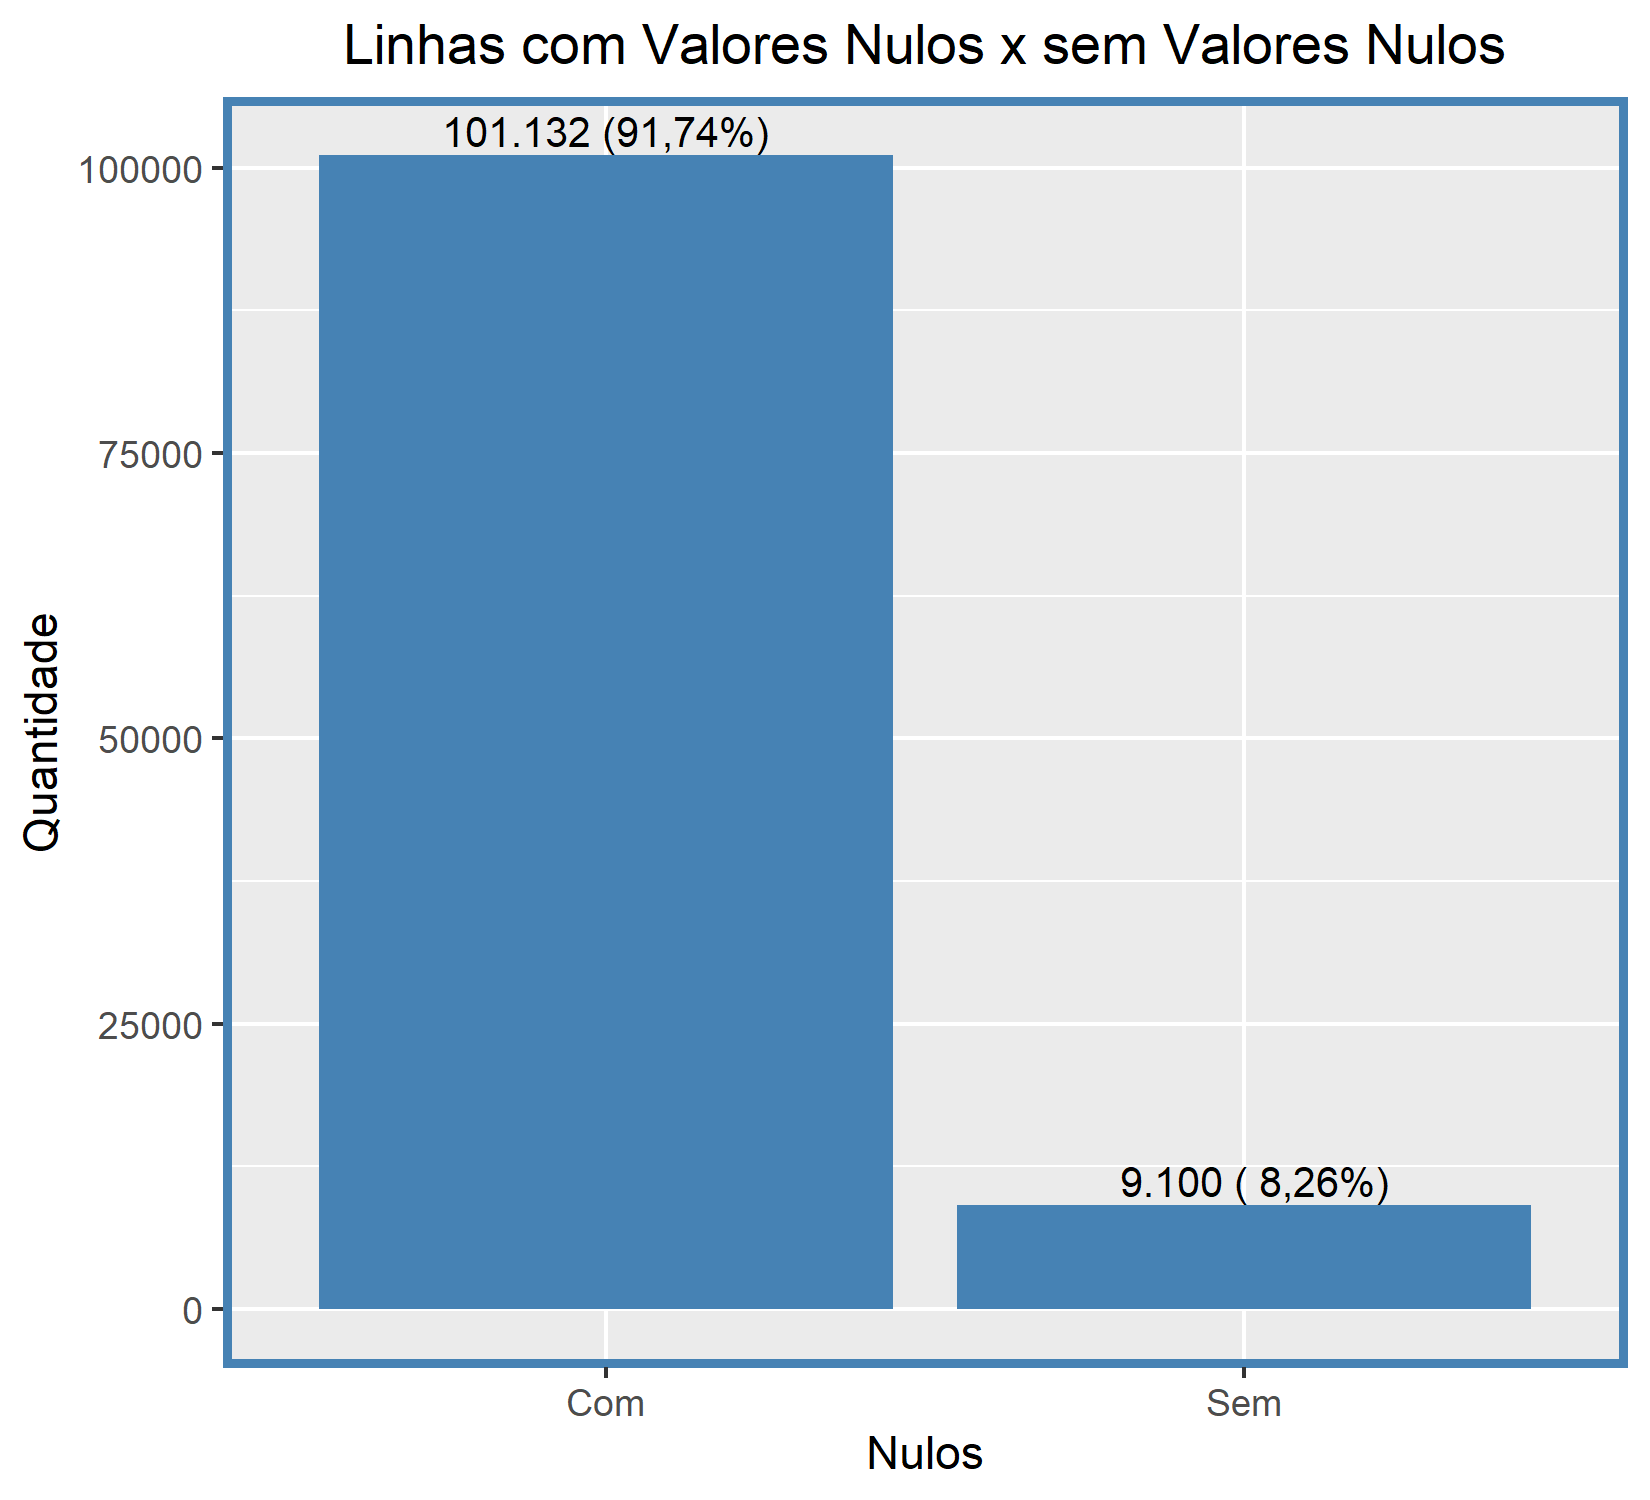 Linhas com Valores Nulos x sem Valores Nulos
101.132 (91,74%)
100000
75000
50000
25000
0
Quantidade
9.100 ( 8,26%)
Com
Sem
Nulos